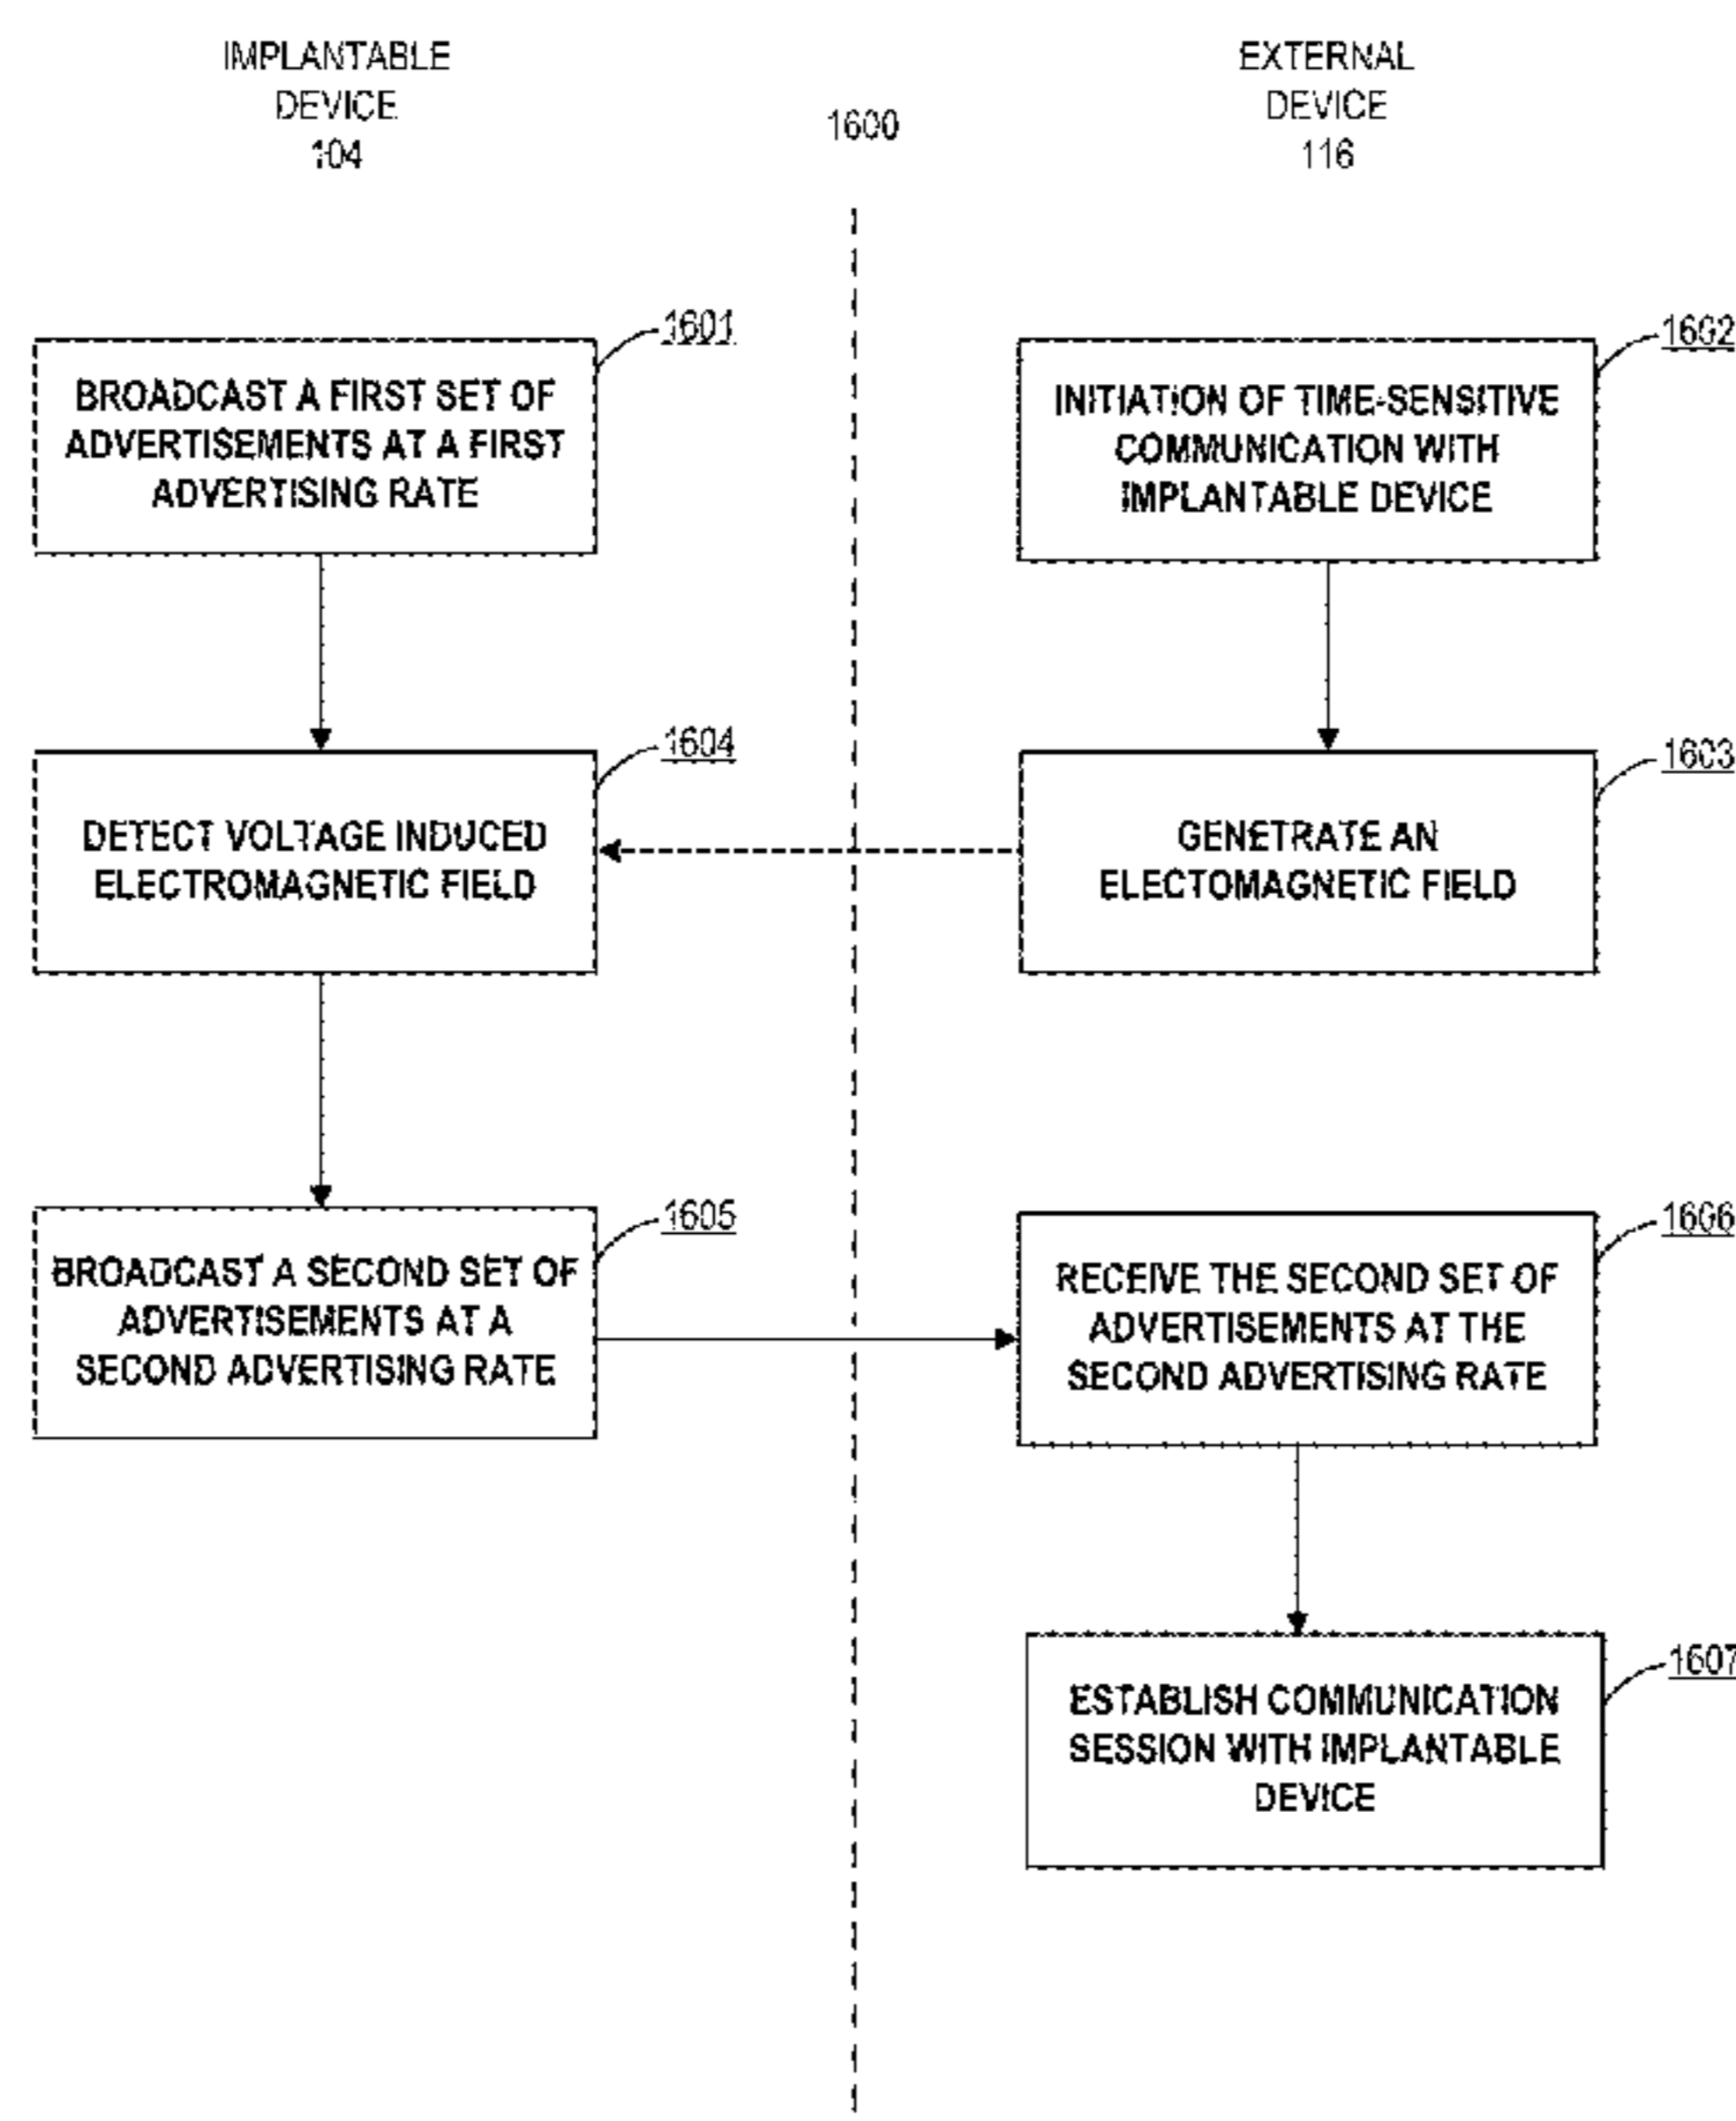 IMPLANTABLE
DEVICE
104
1600
EXTERNAL
DEVICE
116
1601
BROADCAST A FIRST SET OF
ADVERTISEMENTS AT A FIRST
ADVERTISING RATE
1602
INITIATION OF TIME-SENSITIVE
COMMUNICATION WITH
IMPLANTABLE DEVICE
1604
DETECT VOLTAGE INDUCED
ELECTROMAGNETIC FIELD
1603
GENETRATE AN
ELECTOMAGNETIC FIELD
1605
BROADCAST A SECOND SET OF
ADVERTISEMENTS AT A
SECOND ADVERTISING RATE
1606
RECEIVE THE SECOND SET OF
ADVERTISEMENTS AT THE
SECOND ADVERTISING RATE
1607
ESTABLISH COMMUNICATION
SESSION WITH IMPLANTABLE
DEVICE